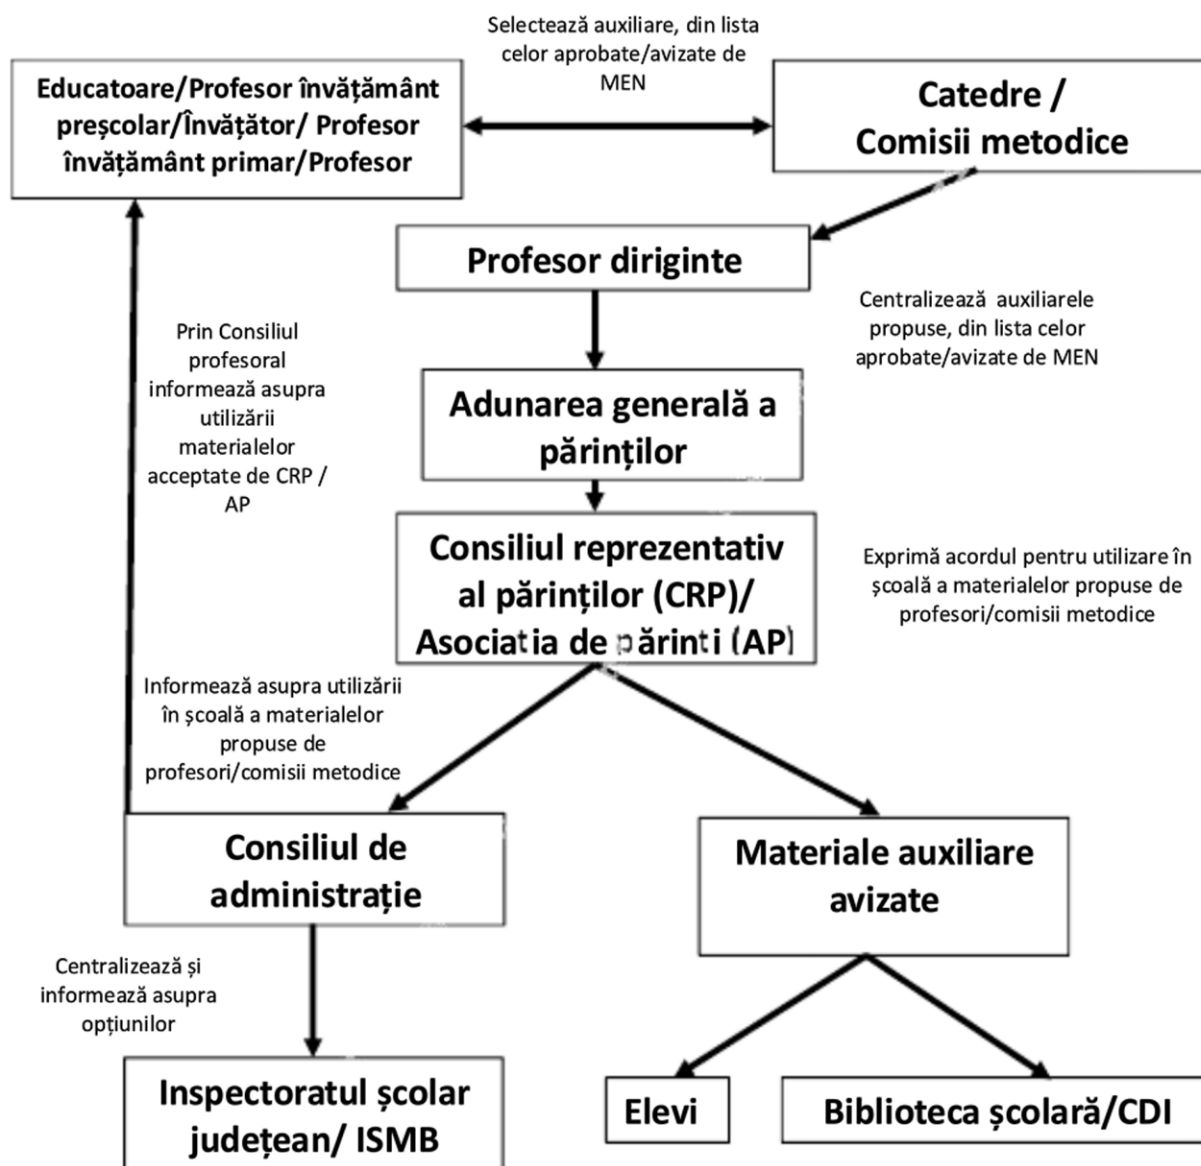 Selectează auxiliare, din lista
celor aprobate/avizate de
MEN
Educatoare/Profesor învățământ
preșcolar/Învățător/ Profesor
învățământ primar/Profesor
Catedre /
Comisii metodice
Profesor diriginte
Centralizează auxiliarele
propuse, din lista celor
aprobate/avizate de MEN
Prin Consiliul
profesoral
informează asupra
utilizării
materialelor
acceptate de CRP /
AP
Adunarea generală a
părinților
Consiliul reprezentativ
al părinților (CRP)/
Asociatia de părinti (AP)
Exprimă acordul pentru utilizare în
școală a materialelor propuse de
profesori/comisii metodice
Informează asupra utilizării
în școală a materialelor
propuse de
profesori/comisii metodice
Consiliul de
administrație
Materiale auxiliare
avizate
Centralizează și
informează asupra
opțiunilor
Inspectoratul școlar
județean/ ISMB
Elevi
Biblioteca școlară/CDI